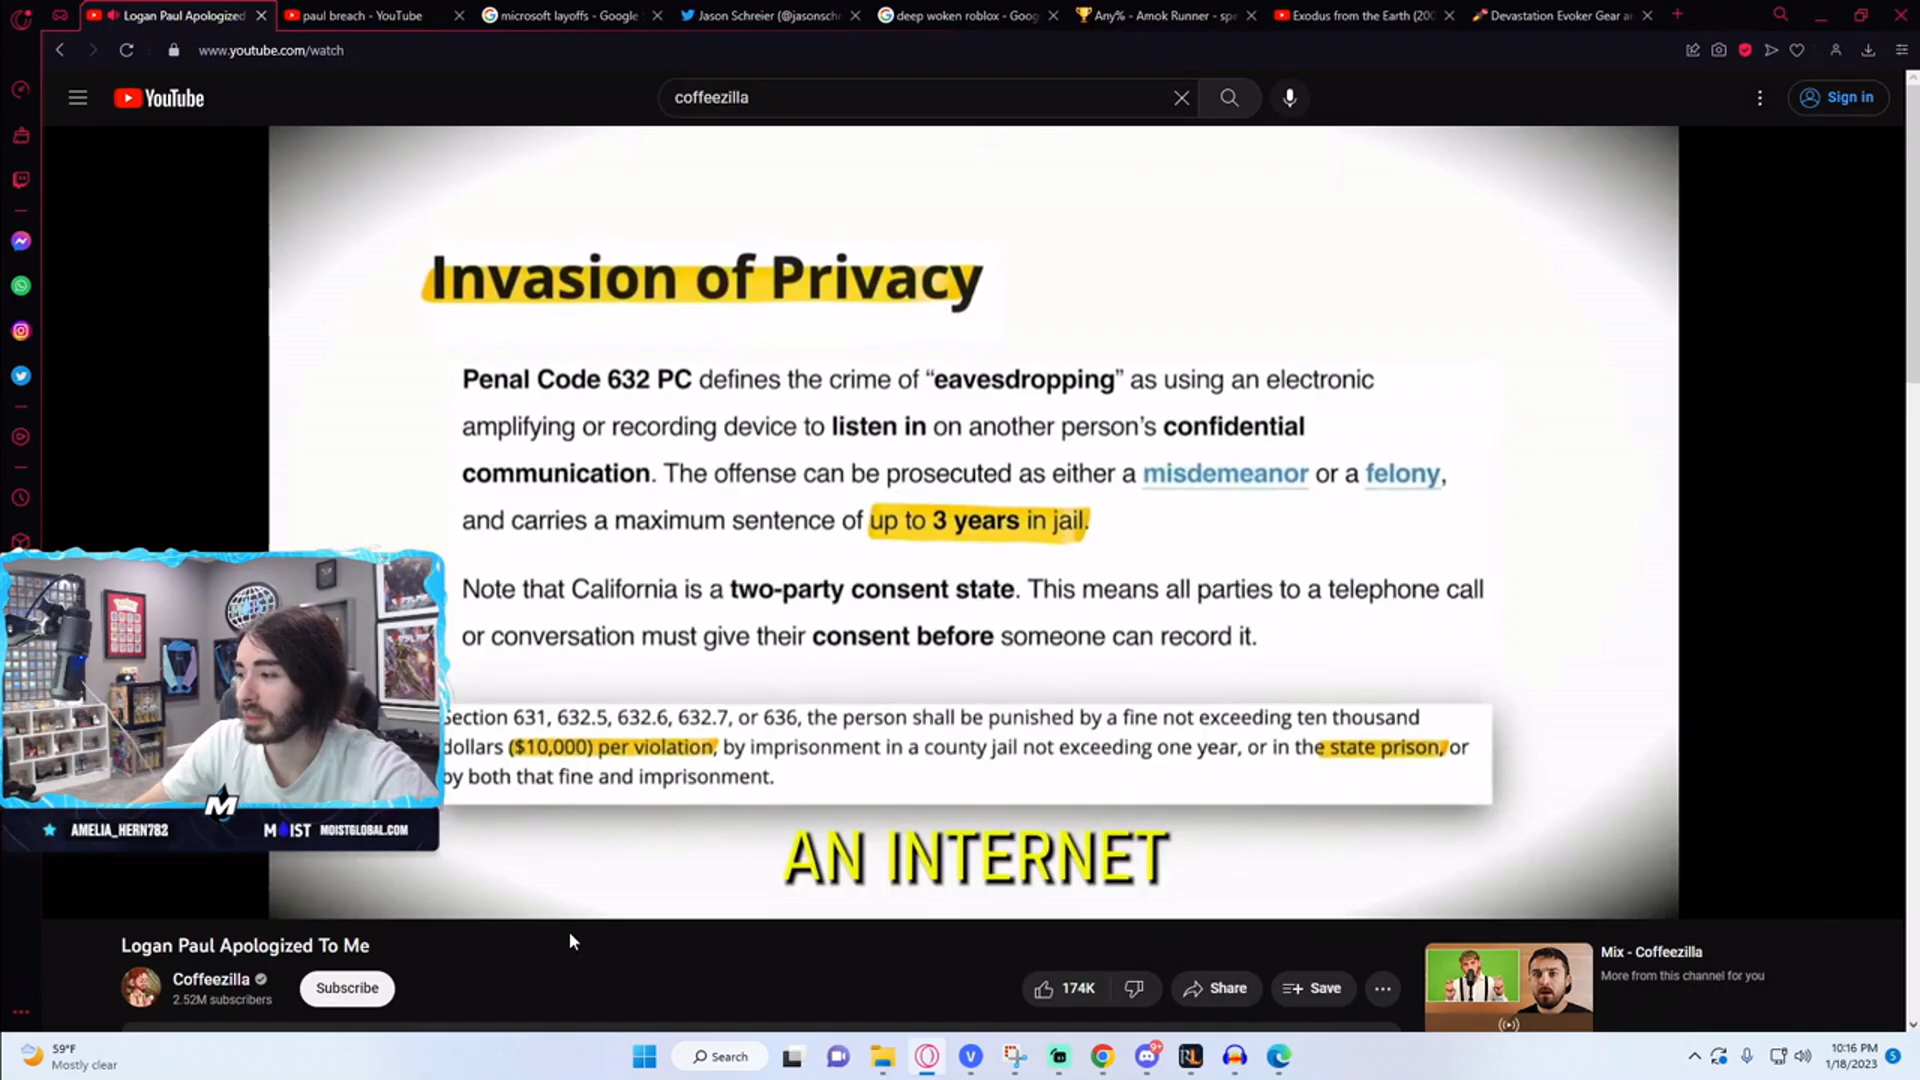 Logan Paul Apologized
paul breach - YouTube
microsoft layoffs - Google
Jason Schreier (@jasonschr
deep woken roblox - Goog
Any% - Amok Runner - spe
Exodus from the Earth (200
Devastation Evoker Gear a
www.youtube.com/watch
YouTube
coffeezilla
Sign in
Invasion of Privacy
Penal Code 632 PC defines the crime of “eavesdropping” as using an electronic
amplifying or recording device to listen in on another person's confidential
communication. The offense can be prosecuted as either a misdemeanor or a felony,
and carries a maximum sentence of up to 3 years in jail.
Note that California is a two-party consent state. This means all parties to a telephone call
or conversation must give their consent before someone can record it.
Section 631, 632.5, 632.6, 632.7, or 636, the person shall be punished by a fine not exceeding ten thousand
dollars ($10,000) per violation, by imprisonment in a county jail not exceeding one year, or in the state prison, or
by both that fine and imprisonment.
AMELIA_HERN782
MOIST MOISTGLOBAL.COM
AN INTERNET
Logan Paul Apologized To Me
Coffeezilla
2.52M subscribers
Subscribe
174K
Share
Save
Mix - Coffeezilla
More from this channel for you
59°F
Mostly clear
Search
10:16 PM
1/18/2023